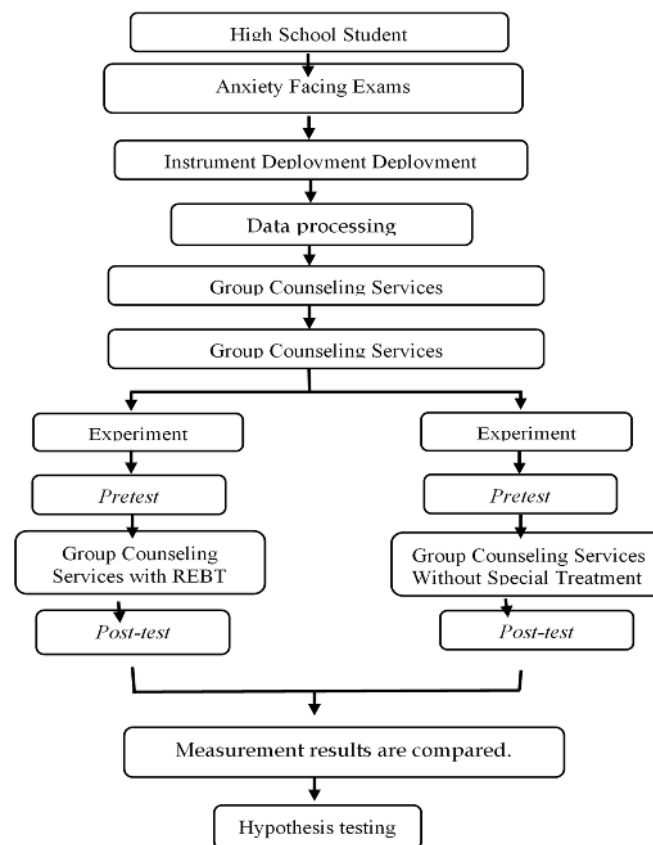 High School Student
Anxiety Facing Exams
Instrument Deployment Deployment
Data processing
Group Counseling Services
Group Counseling Services
Experiment
Experiment
Pretest
Pretest
Group Counseling
Services with REBT
Group Counseling Services
Without Special Treatment
Post-test
Post-test
Measurement results are compared.
Hypothesis testing